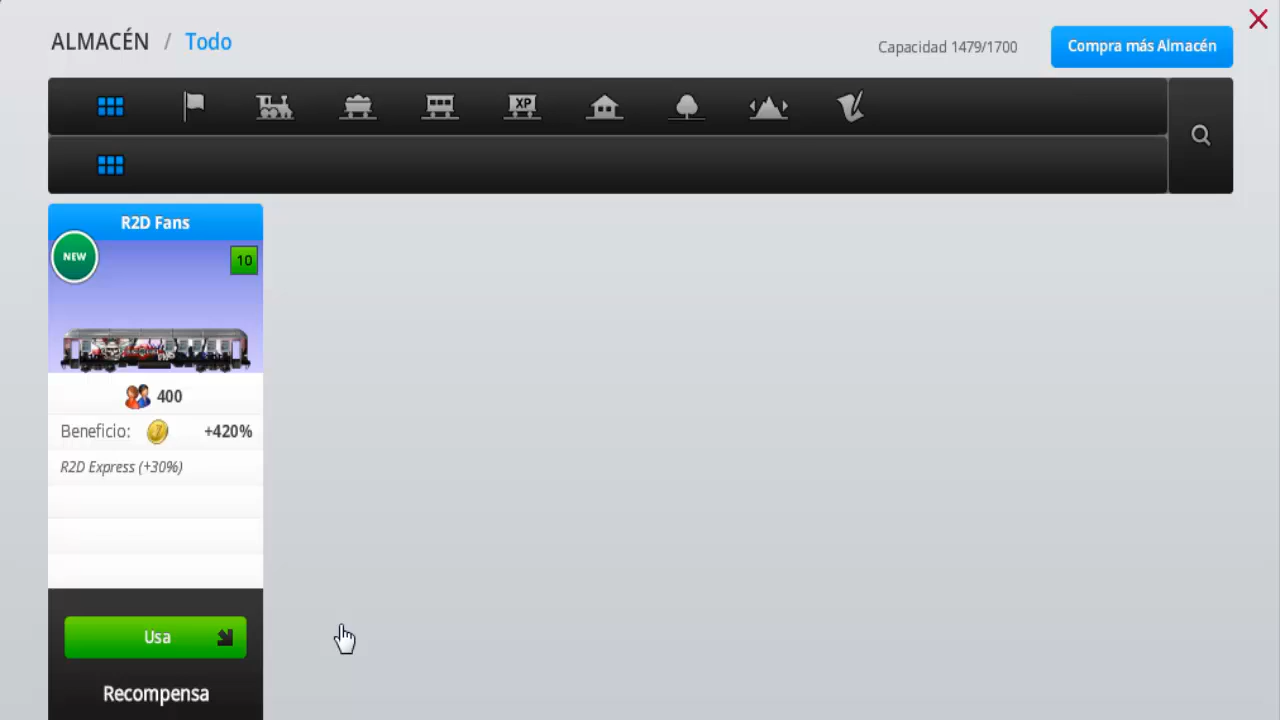 ALMACÉN / Todo
Capacidad 1479/1700
Compra más Almacén
XP
R2D Fans
NEW
10
400
Beneficio: +420%
R2D Express (+30%)
Usa
Recompensa